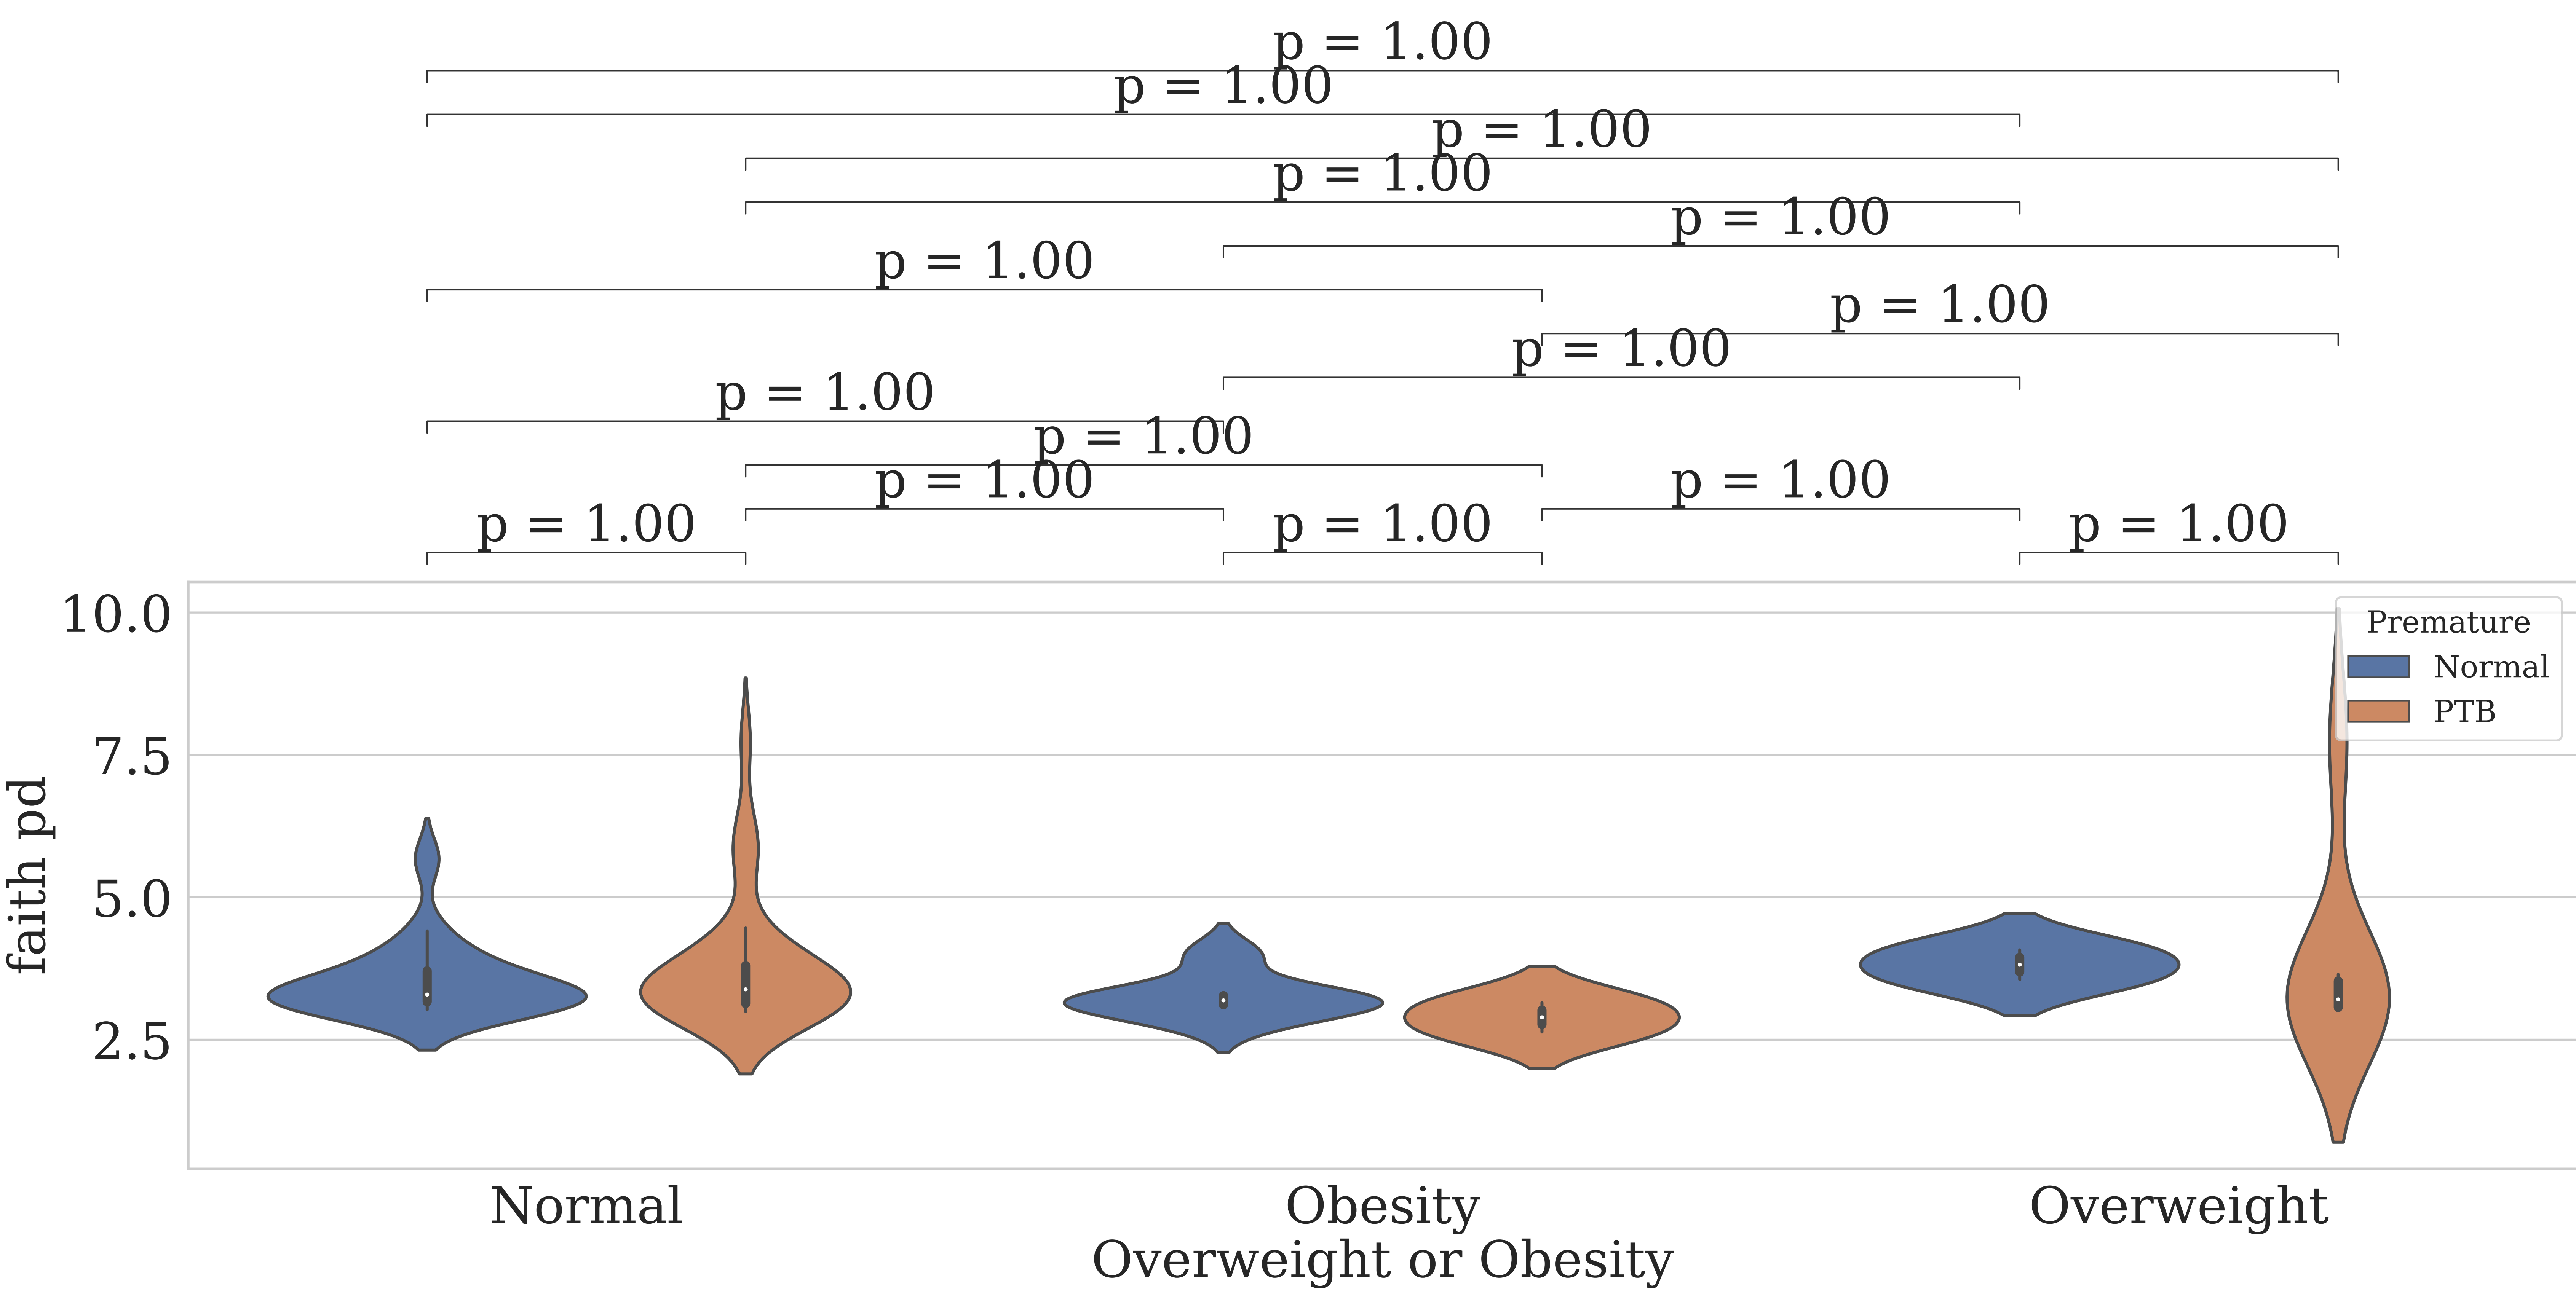 p = 1.00
p = 1.00
p = 1.00
p = 1.00
p = 1.00
p = 1.00
p = 1.00
p = 1.00
p = 1.00
p = 1.00
p = 1.00 p = 1.00
p = 1.00 p = 1.00 p = 1.00
10.0
7.5
5.0
2.5
faith pd
Premature
Normal
PTB
Normal Obesity Overweight
Overweight or Obesity